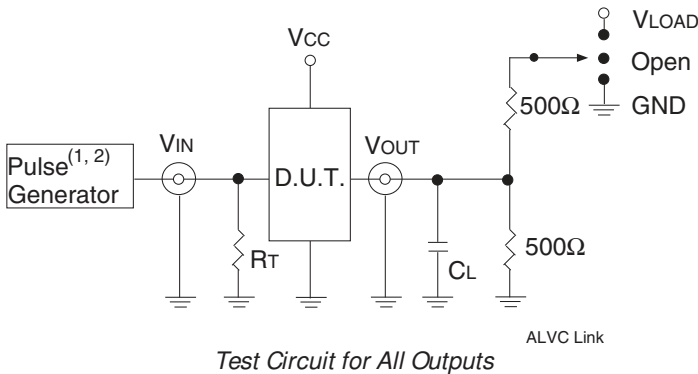 VLOAD
VCC
Open
500Ω
GND
VIN
VOUT
Pulse(1, 2)
Generator
D.U.T.
500Ω
RT
CL
ALVC Link
Test Circuit for All Outputs